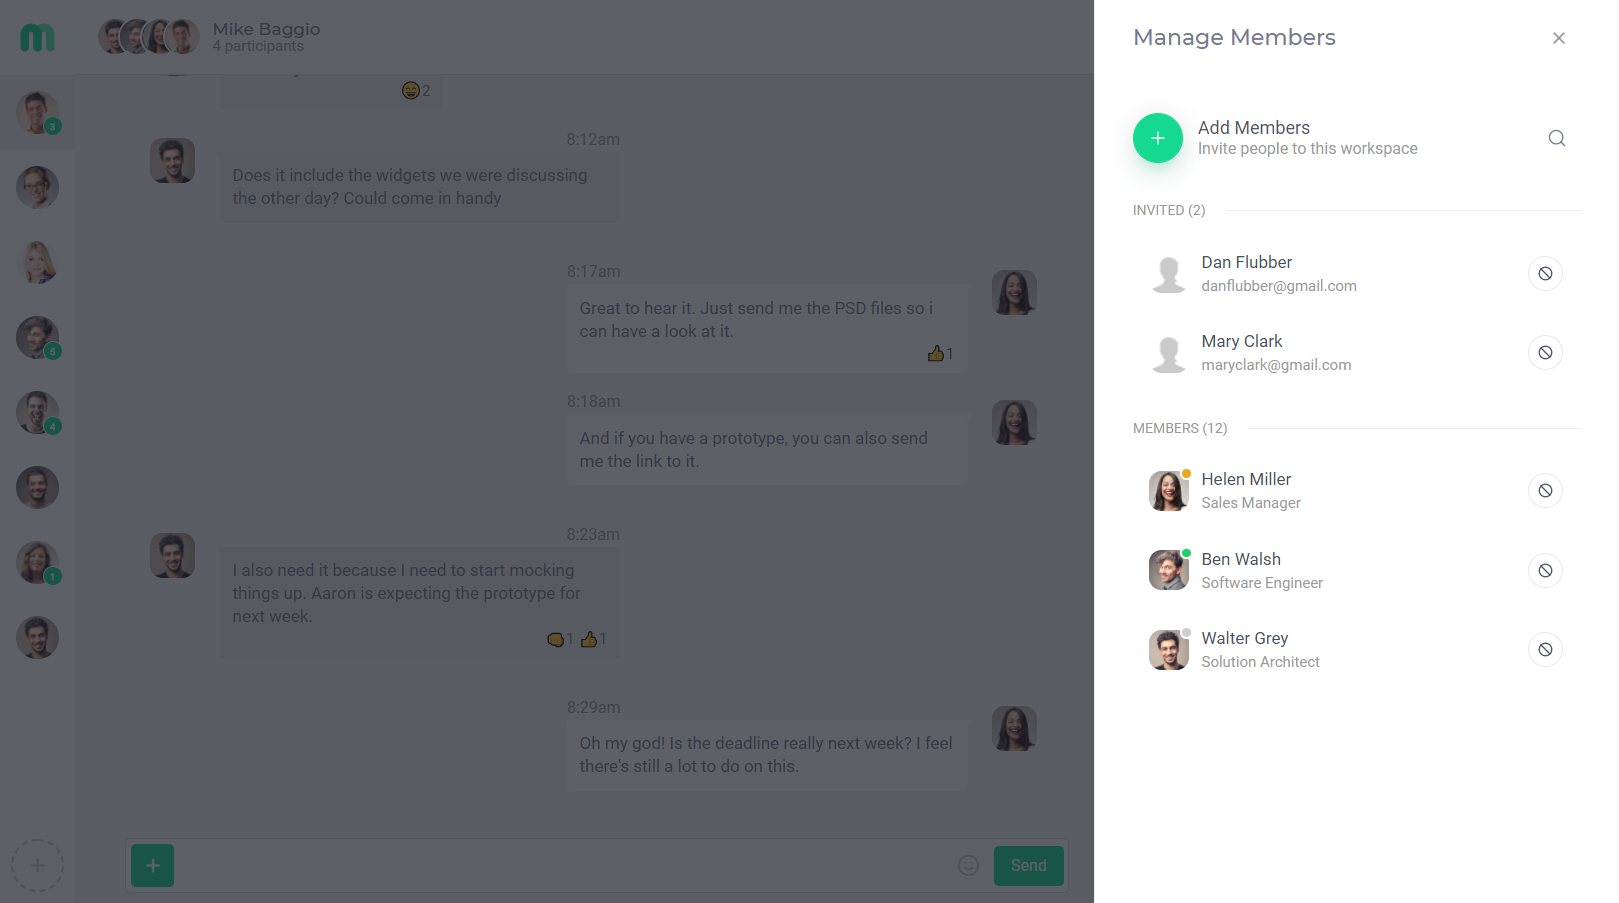 Mike Baggio
4 participants
3
5
4
1
2
8:12am
Does it include the widgets we were discussing
the other day? Could come in handy
8:17am
Great to hear it. Just send me the PSD files so i
can have a look at it.
1
8:18am
And if you have a prototype, you can also send
me the link to it.
8:23am
I also need it because I need to start mocking
things up. Aaron is expecting the prototype for
next week.
1 1
8:29am
Oh my god! Is the deadline really next week? I feel
there's still a lot to do on this.
Send
Manage Members
Add Members
Invite people to this workspace
INVITED (2)
Dan Flubber
danflubber@gmail.com
Mary Clark
maryclark@gmail.com
MEMBERS (12)
Helen Miller
Sales Manager
Ben Walsh
Software Engineer
Walter Grey
Solution Architect